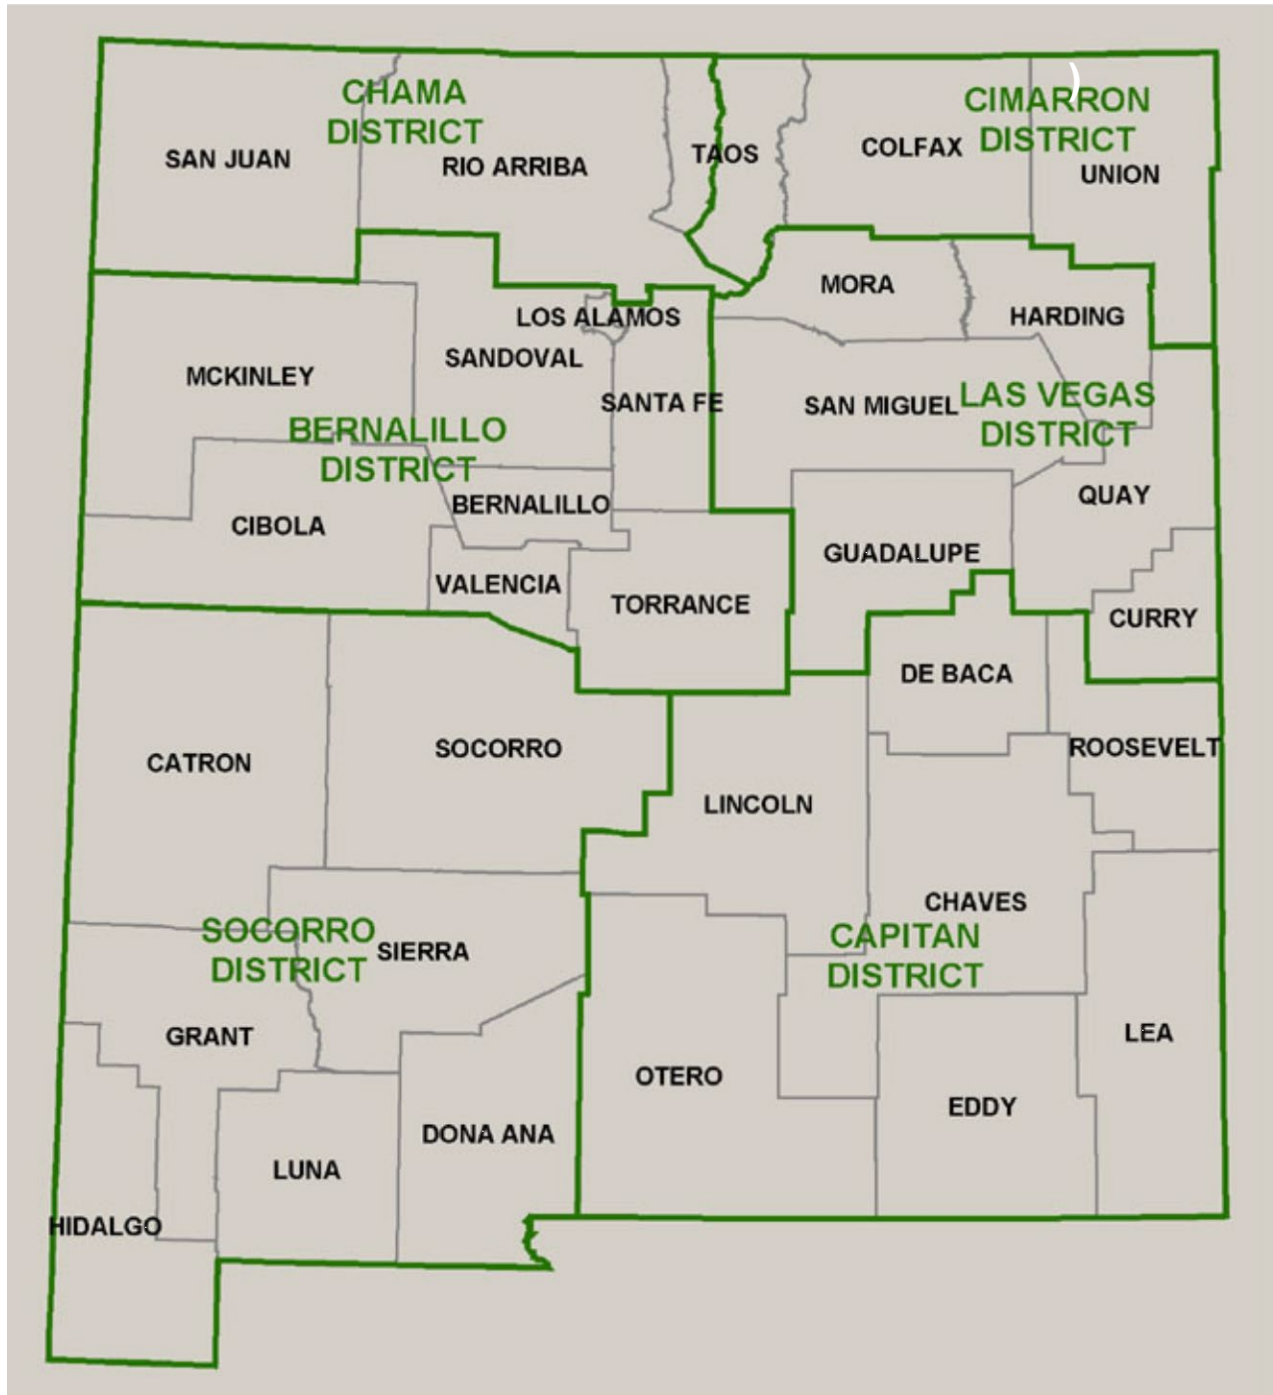 CHAMA
DISTRICT
CIMARRON
DISTRICT
SAN JUAN
RIO ARRIBA
TAOS
COLFAX
UNION
MORA
HARDING
LOS ALAMOS
SANDOVAL
MCKINLEY
SANTA FE
SAN MIGUEL
LAS VEGAS
DISTRICT
BERNALILLO
DISTRICT
BERNALILLO
QUAY
CIBOLA
GUADALUPE
VALENCIA
TORRANCE
CURRY
DE BACA
CATRON
SOCORRO
ROOSEVELT
LINCOLN
CHAVES
SOCORRO
DISTRICT
SIERRA
CAPITAN
DISTRICT
GRANT
LEA
OTERO
EDDY
DONA ANA
LUNA
HIDALGO